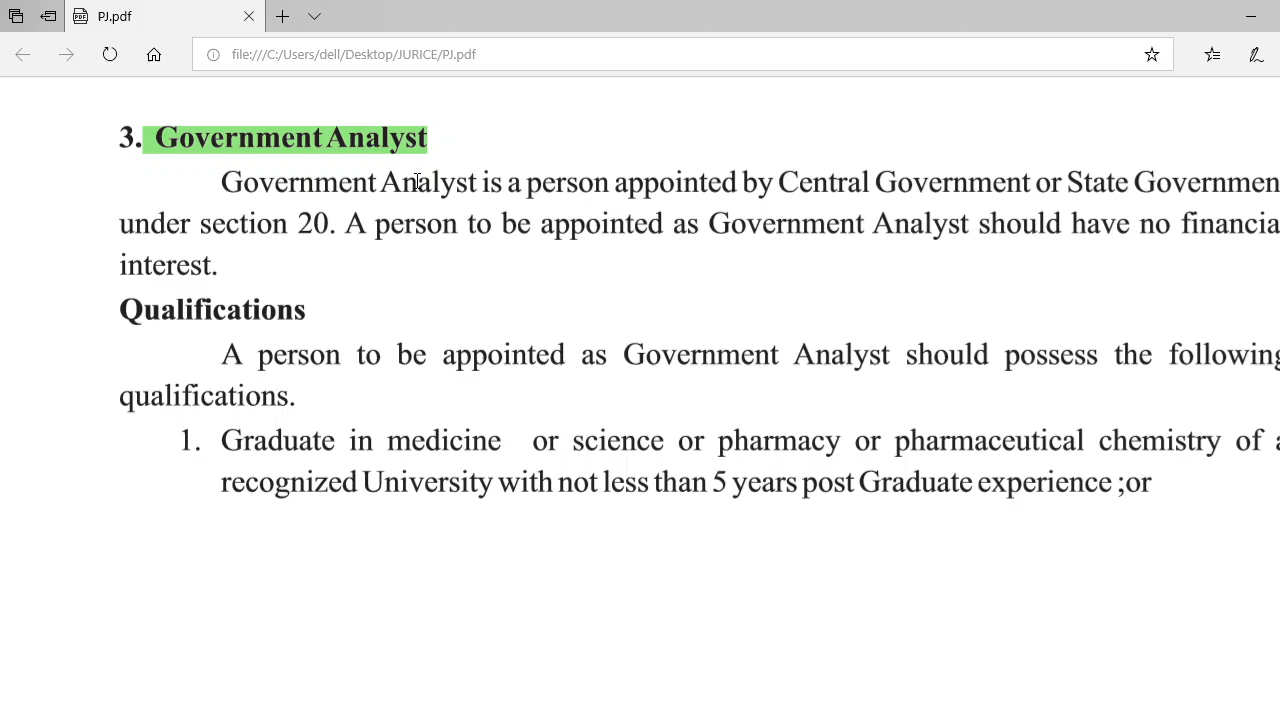 PJ.pdf
file:///C:/Users/dell/Desktop/JURICE/PJ.pdf
3. Government Analyst
Government Analyst is a person appointed by Central Government or State Governmen
under section 20. A person to be appointed as Government Analyst should have no financia
interest.
Qualifications
A person to be appointed as Government Analyst should possess the following
qualifications.
1. Graduate in medicine or science or pharmacy or pharmaceutical chemistry of a
recognized University with not less than 5 years post Graduate experience ;or